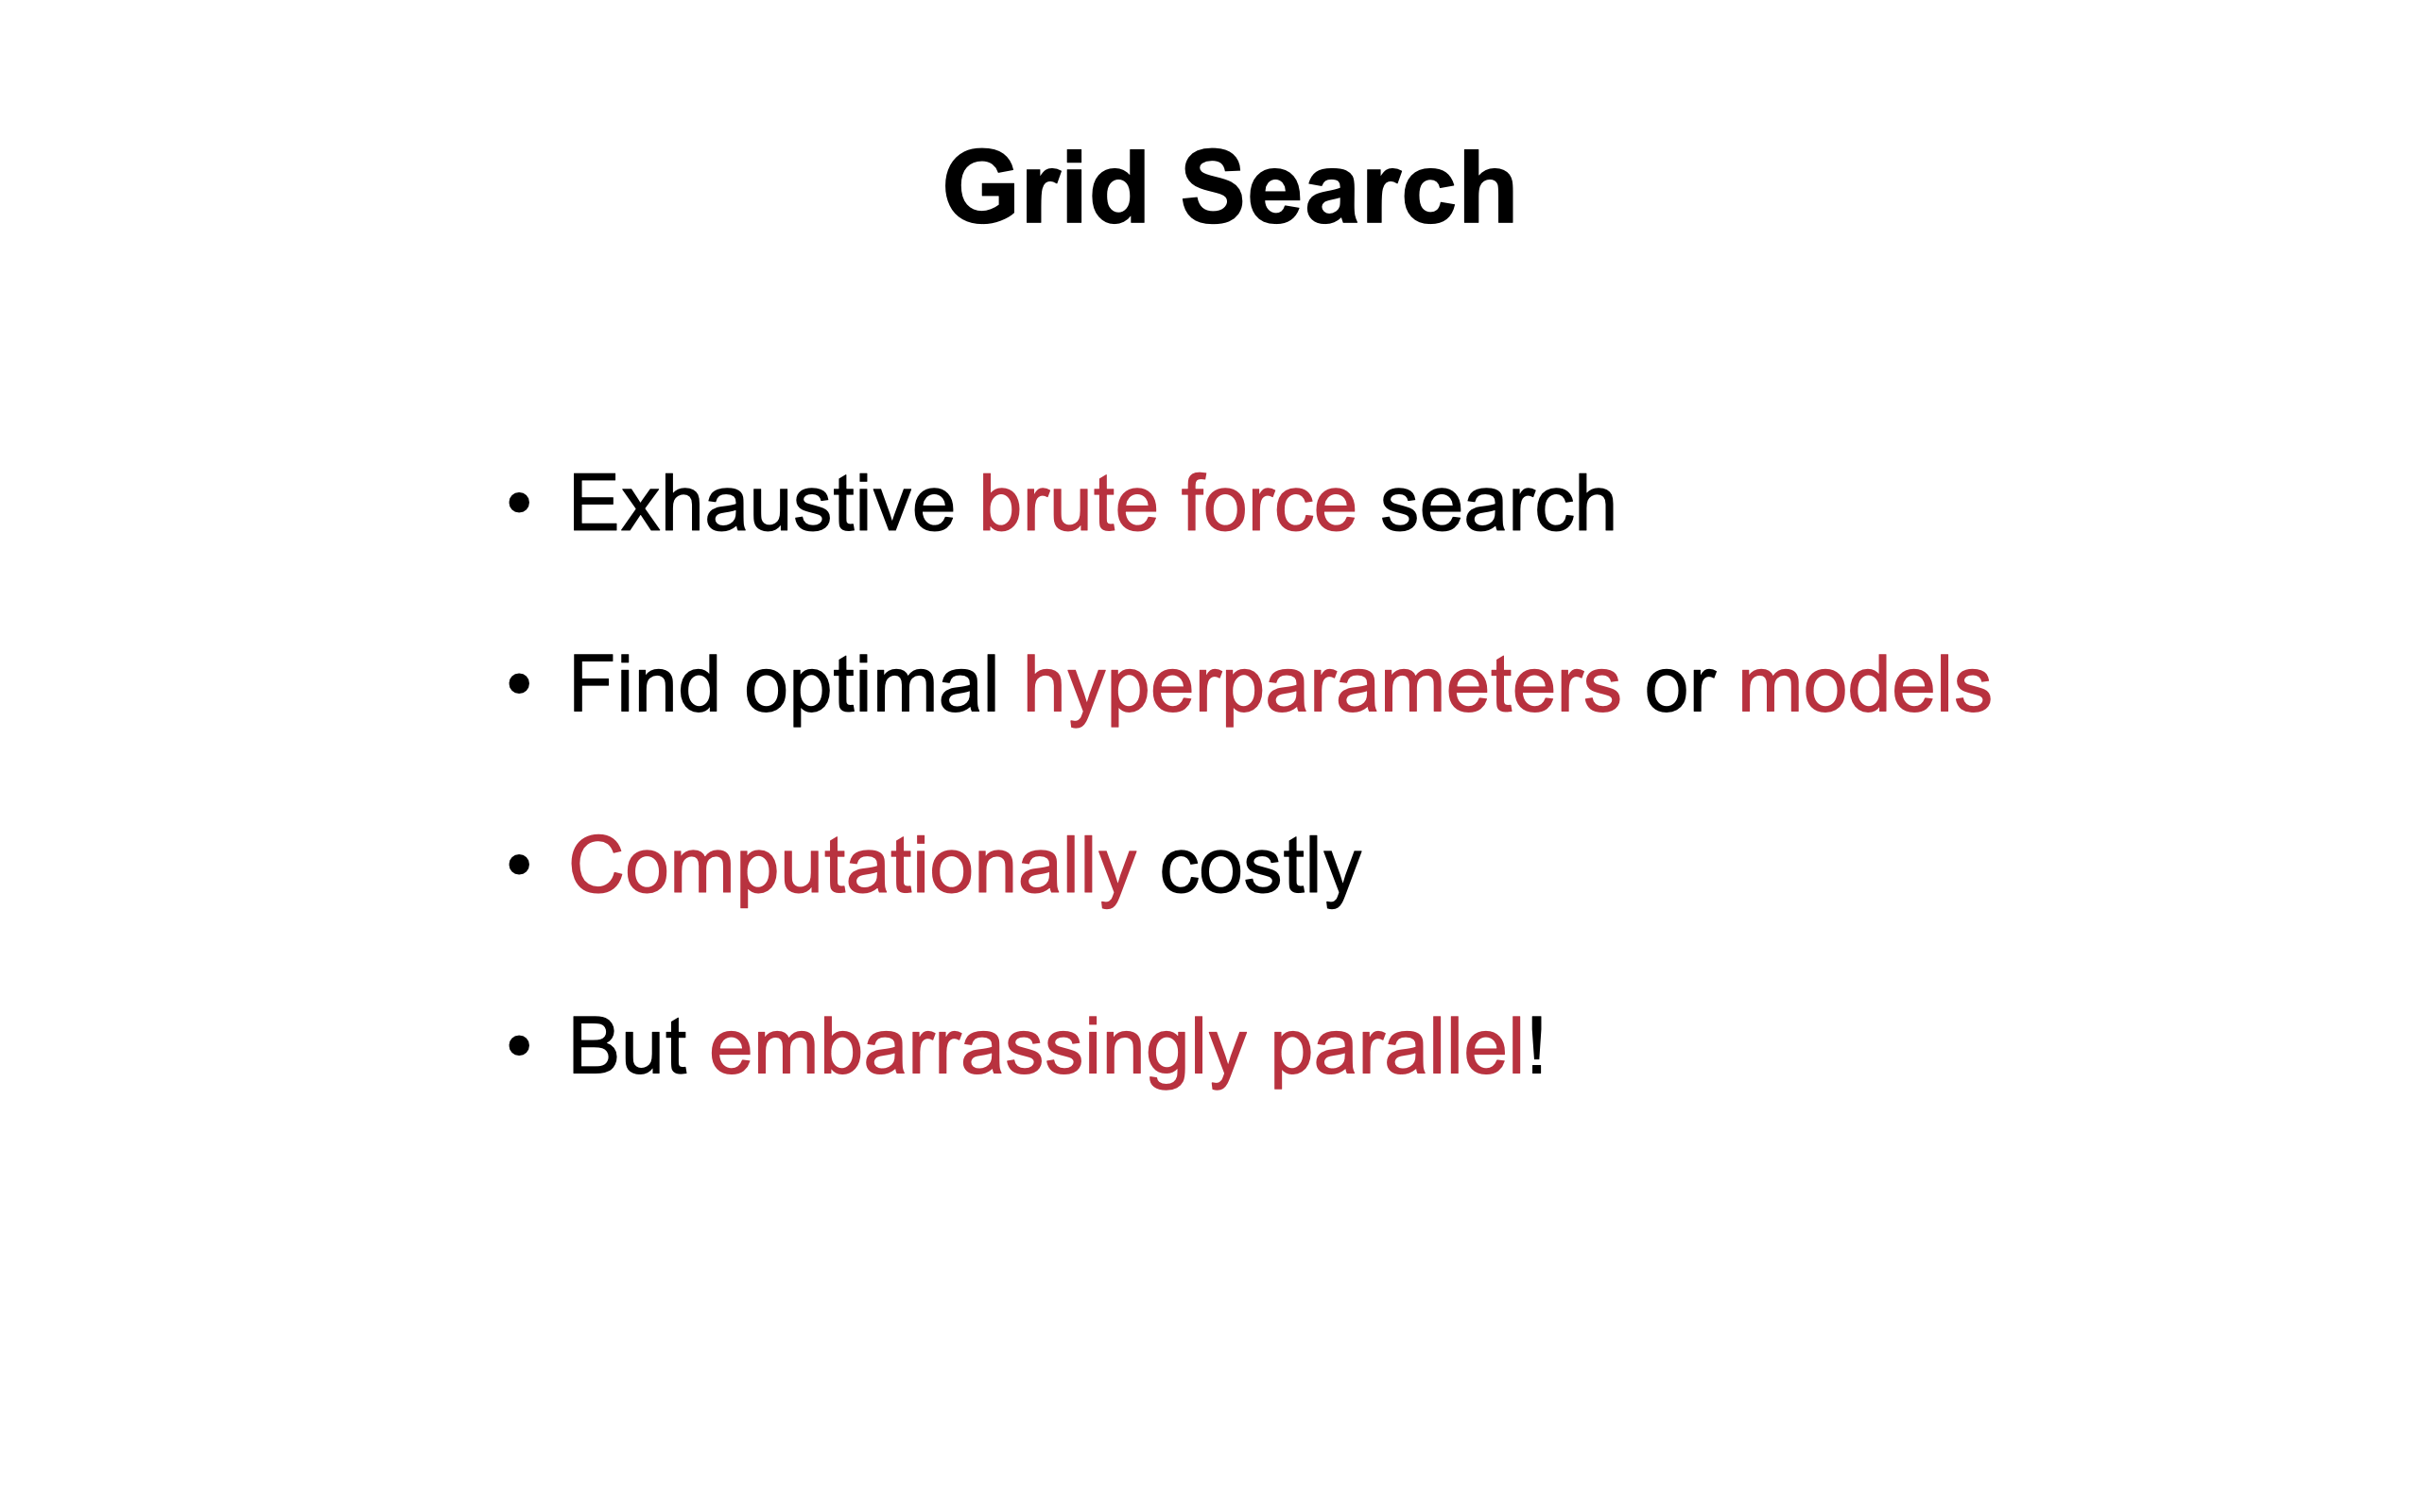 Grid Search
• Exhaustive brute force search
• Find optimal hyperparameters or models
• Computationally costly
• But embarrassingly parallel!